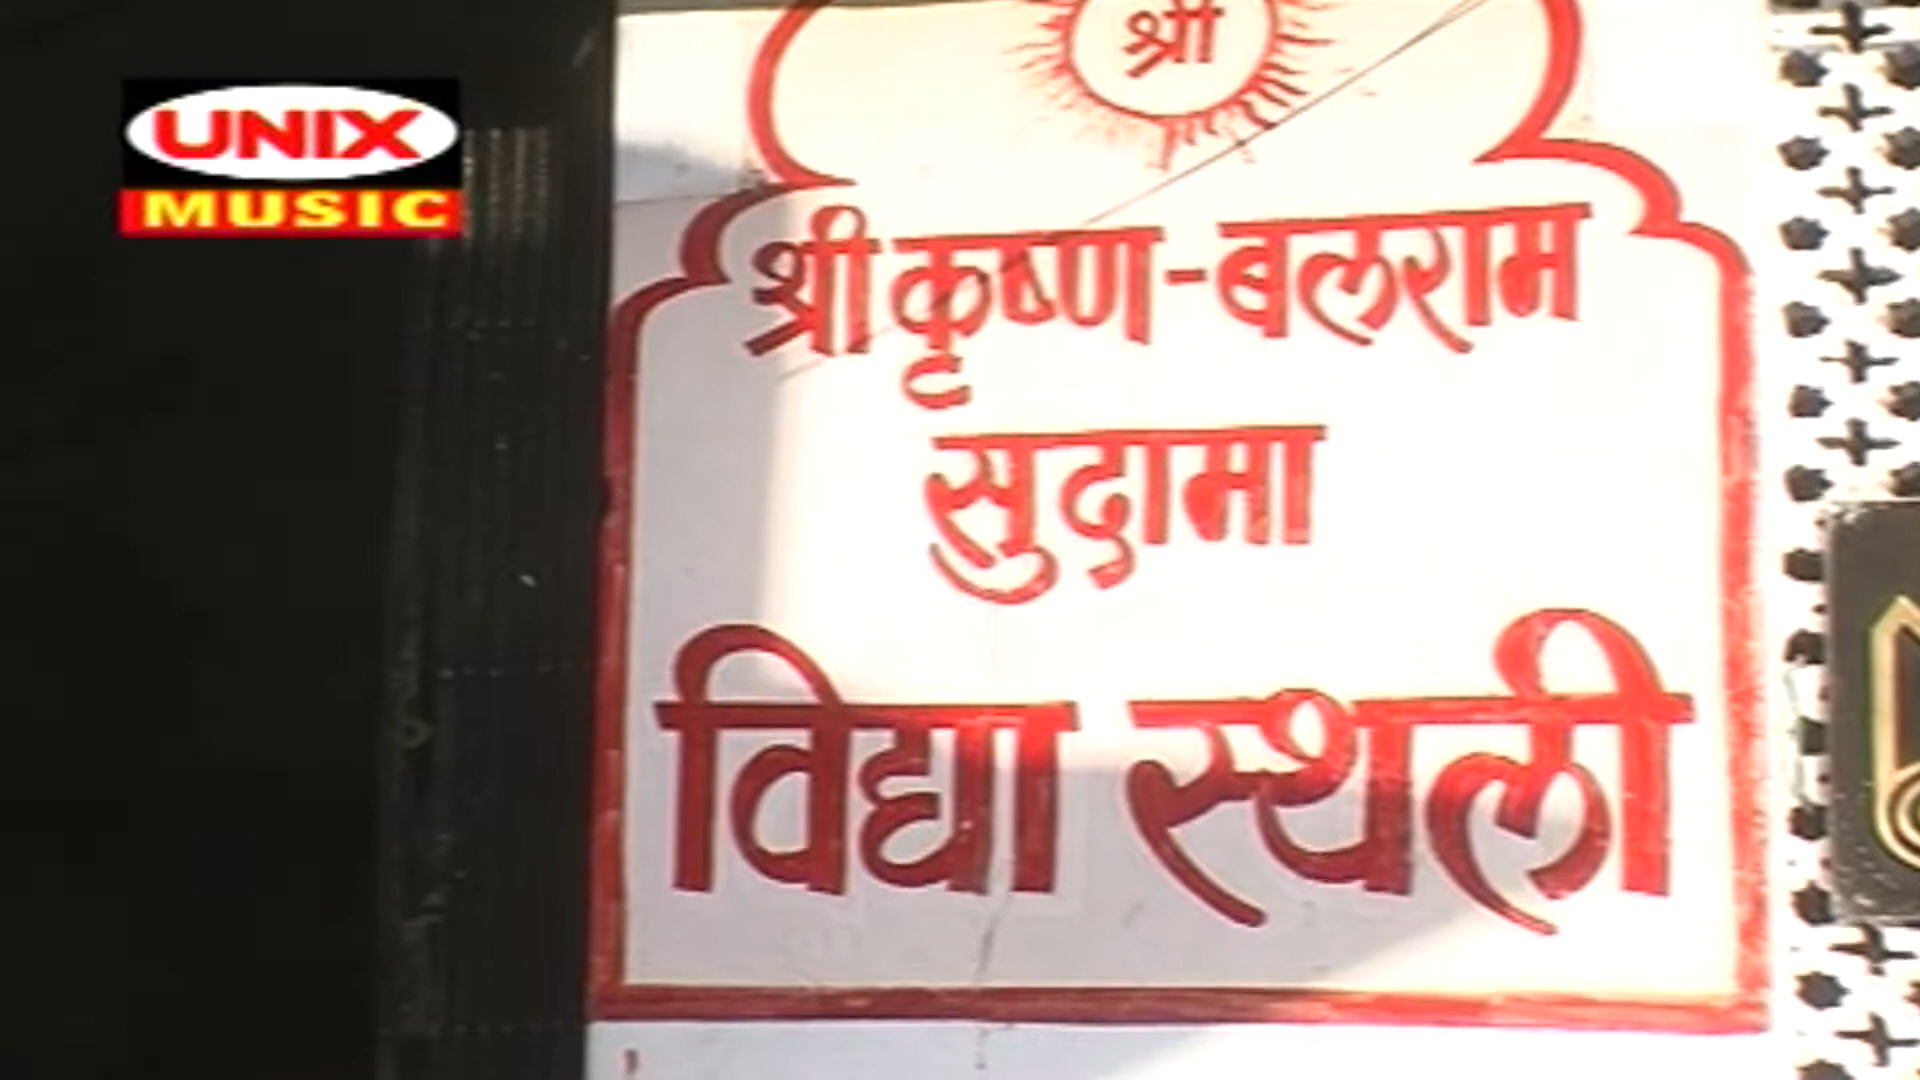 UNIX
MUSIC
श्री
श्री कृष्ण-बलराम
सुदामा
विद्या स्थली